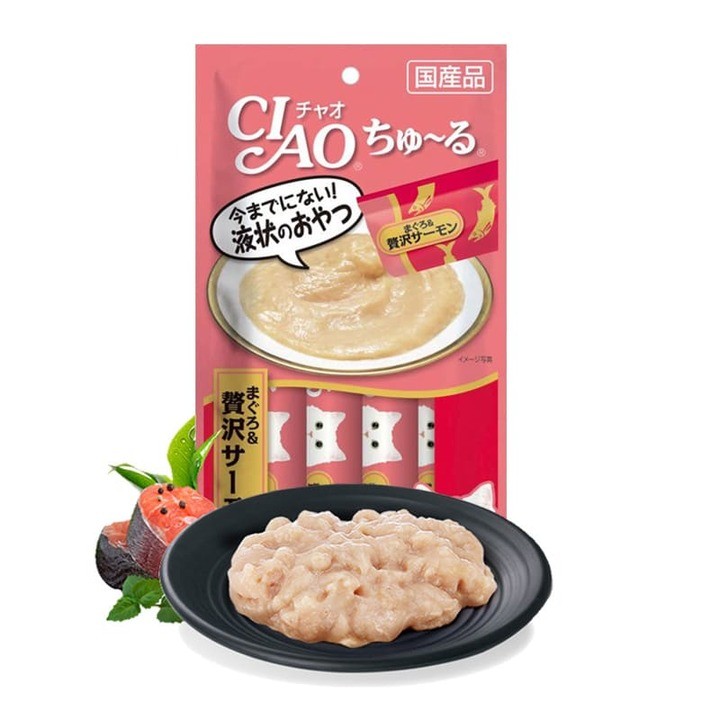 国産品
CIAO
チャオ
ちゅ～る
今までにない!
液状のおやつ
まぐろ&
贅沢サーモン
イメージ写真
まぐろ&
贅沢サーモ